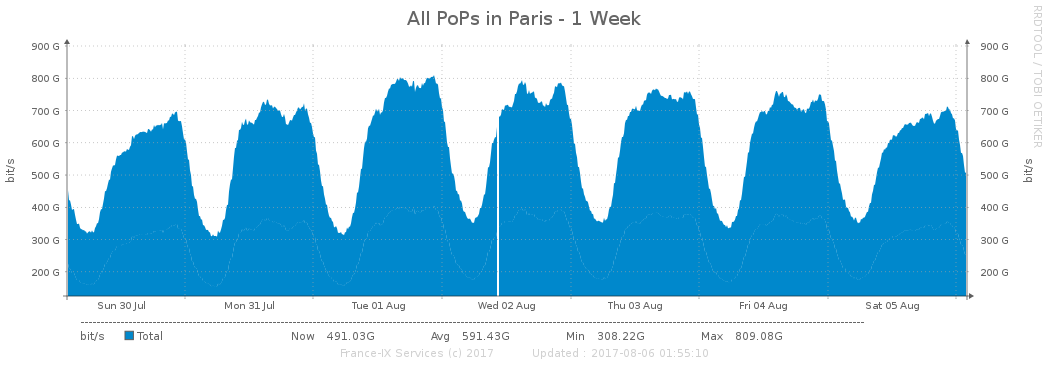 All PoPs in Paris - 1 Week
RRDTOOL / TOBI OETIKER
900 G 900 G
800 G 800 G
700 G 700 G
600 G 600 G
500 G 500 G
400 G 400 G
300 G 300 G
200 G 200 G
bit/s bit/s
Sun 30 Jul Mon 31 Jul Tue 01 Aug Wed 02 Aug Thu 03 Aug Fri 04 Aug Sat 05 Aug
bit/s Total Now 491.03G Avg 591.43G Min 308.22G Max 809.08G
France-IX Services (c) 2017 Updated : 2017-08-06 01:55:10